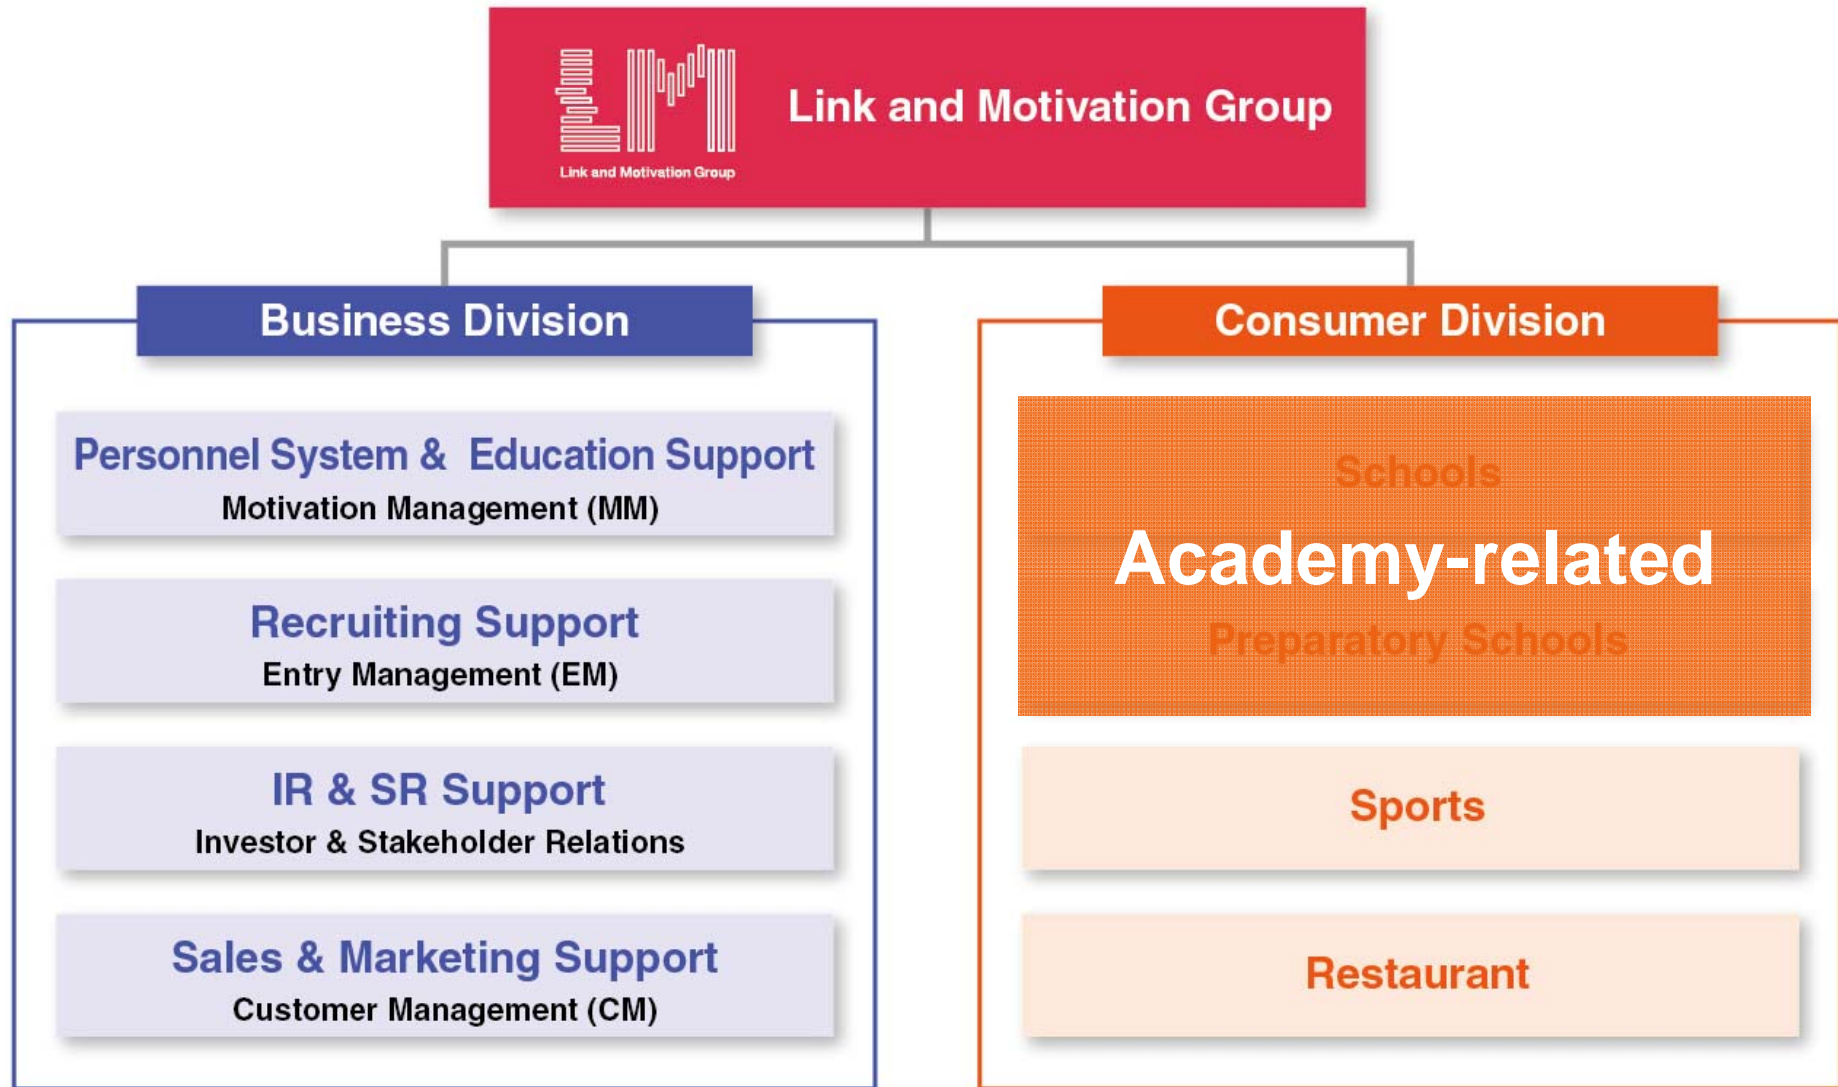 Link and Motivation Group
Link and Motivation Group
Business Division
Personnel System & Education Support
Motivation Management (MM)
Recruiting Support
Entry Management (EM)
IR & SR Support
Investor & Stakeholder Relations
Sales & Marketing Support
Customer Management (CM)
Consumer Division
Schools
Academy-related
Preparatory Schools
Sports
Restaurant